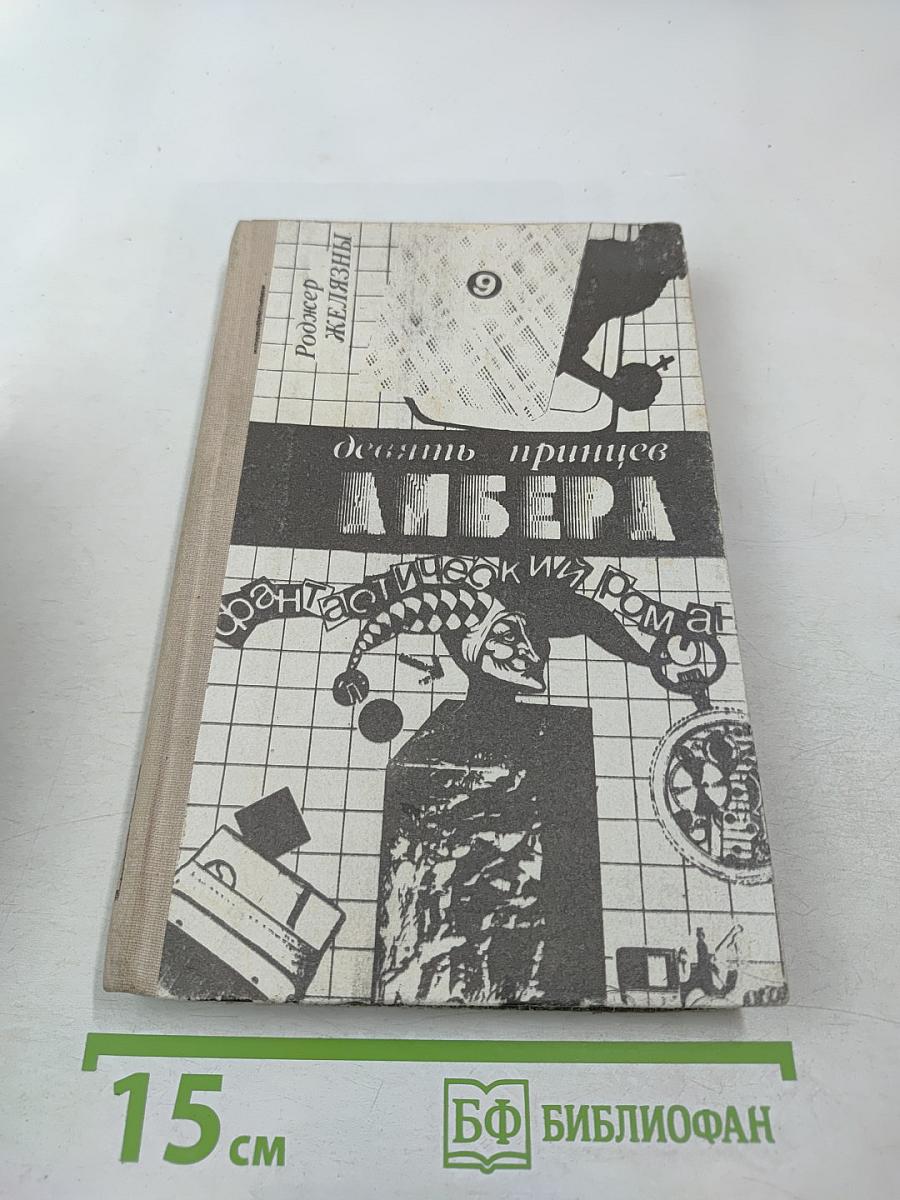 Роджер
ЖЕЛЯЗНЫ
9
девять принцев
АМБЕРА
фантастический роман
15 см
БФ БИБЛИОФАН